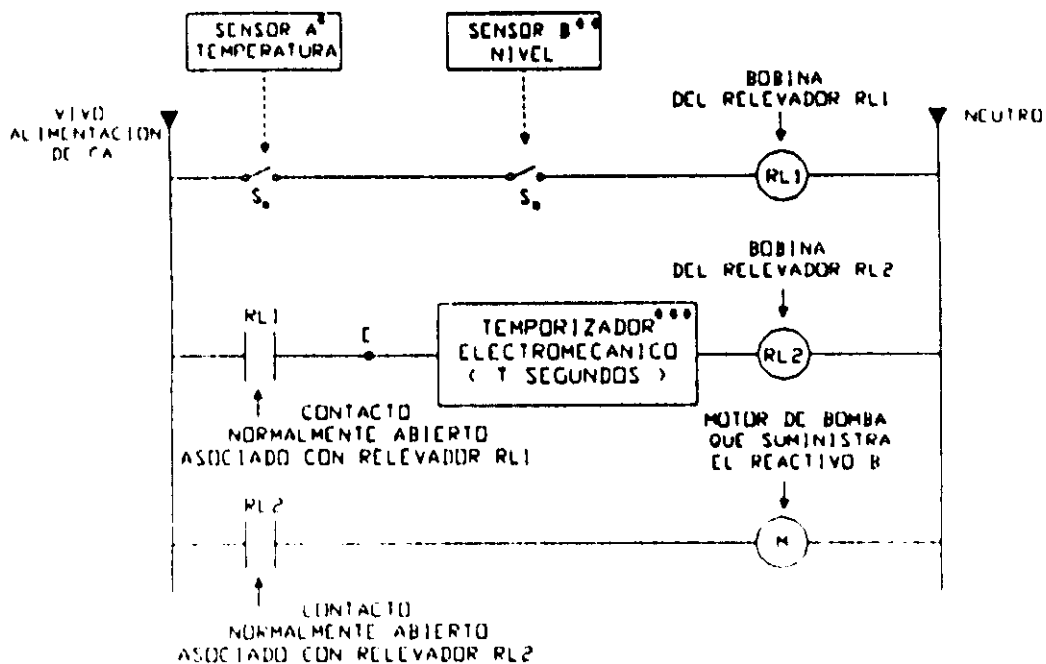 SENSOR A*
TEMPERATURA
SENSOR B**
NIVEL
BOBINA
DEL RELEVADOR RL1
VIVO
ALIMENTACION
DE CA
NEUTRO
RL1
BOBINA
DEL RELEVADOR RL2
RL1
E
TEMPORIZADOR***
ELECTROMECANICO
( T SEGUNDOS )
RL2
CONTACTO
NORMALMENTE ABIERTO
ASOCIADO CON RELEVADOR RL1
MOTOR DE BOMBA
QUE SUMINISTRA
EL REACTIVO B
RL2
M
CONTACTO
NORMALMENTE ABIERTO
ASOCIADO CON RELEVADOR RL2